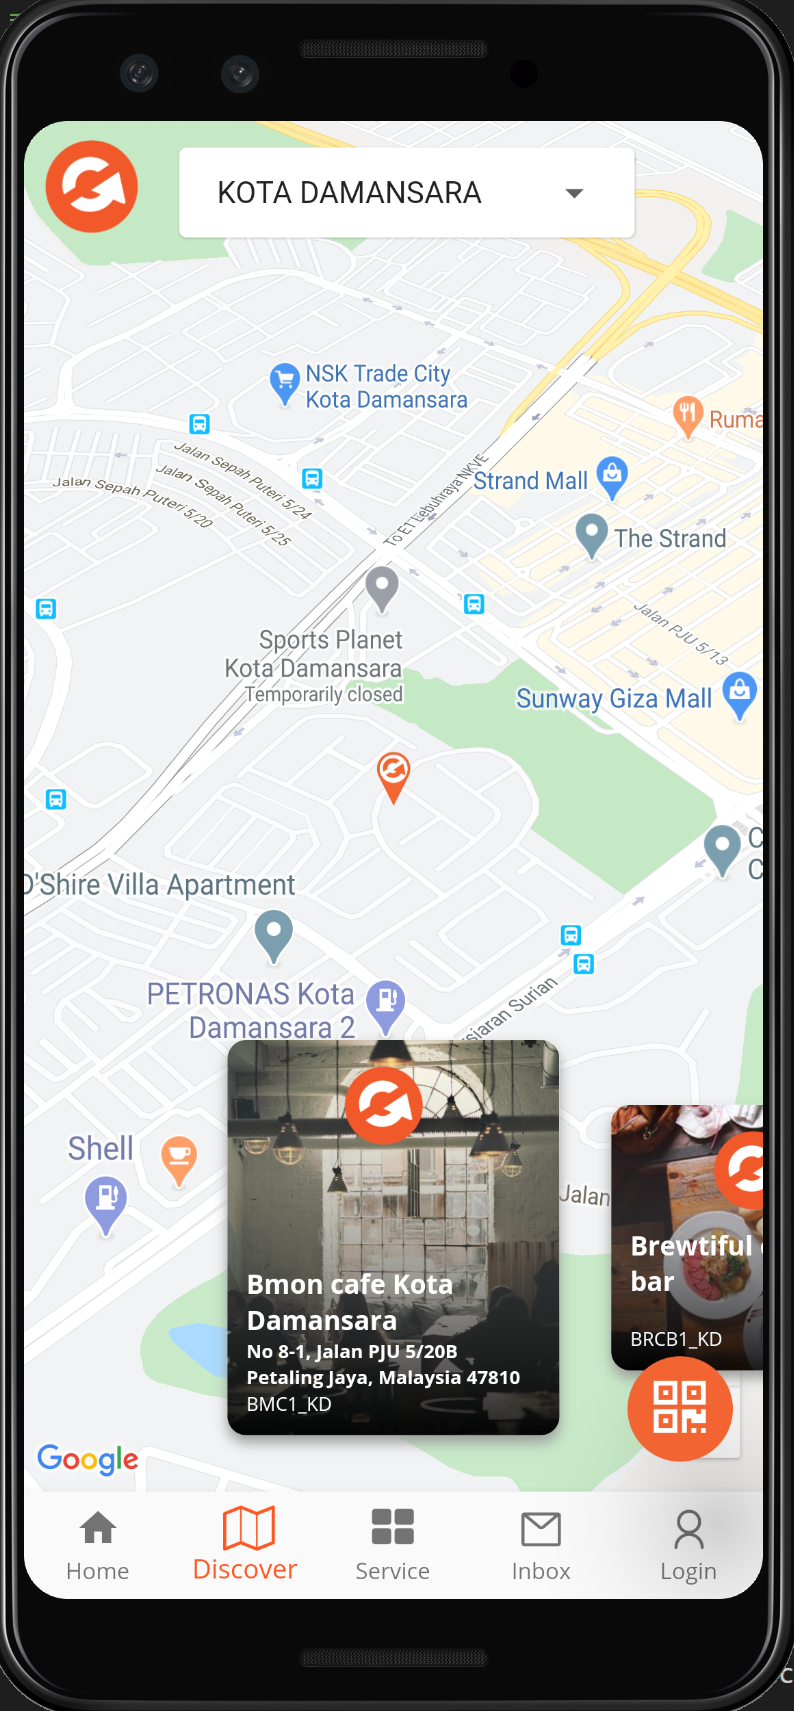 KOTA DAMANSARA
NSK Trade City
Kota Damansara
Jalan Sepah Puteri 5/24
Jalan Sepah Puteri 5/25
Jalan Sepah Puteri 5/20
To E1 Lebuhraya NKVE
Ruma
Strand Mall
The Strand
Jalan PJU 5/13
Sports Planet
Kota Damansara
Temporarily closed
Sunway Giza Mall
C
C
D'Shire Villa Apartment
PETRONAS Kota
Damansara 2
siaran Surian
Shell
Jalan
Bmon cafe Kota
Damansara
No 8-1, Jalan PJU 5/20B
Petaling Jaya, Malaysia 47810
BMC1_KD
Brewtiful
bar
BRCB1_KD
Google
Home
Discover
Service
Inbox
Login